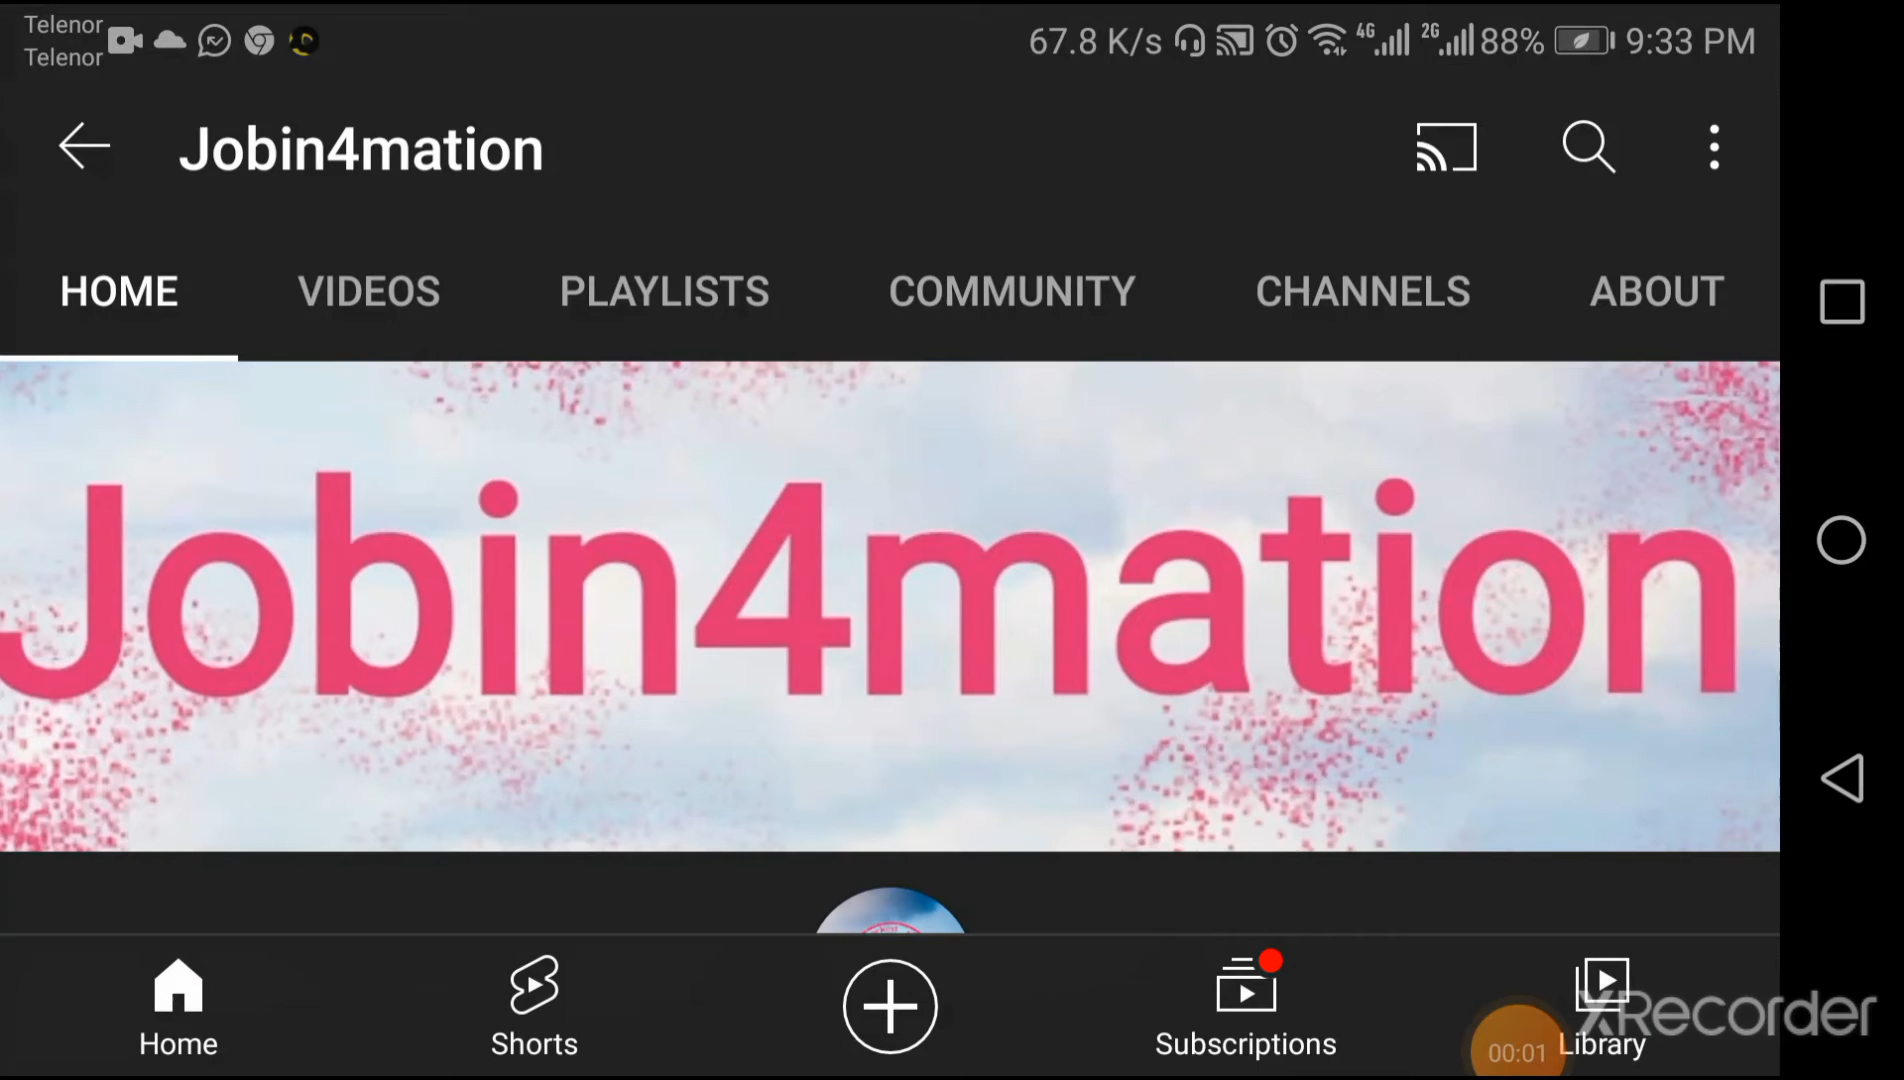 Telenor
Telenor
67.8 K/s 4G 2G 88% 9:33 PM
Jobin4mation
HOME VIDEOS PLAYLISTS COMMUNITY CHANNELS ABOUT
Jobin4mation
Home Shorts Subscriptions Library
XRecorder
00:01